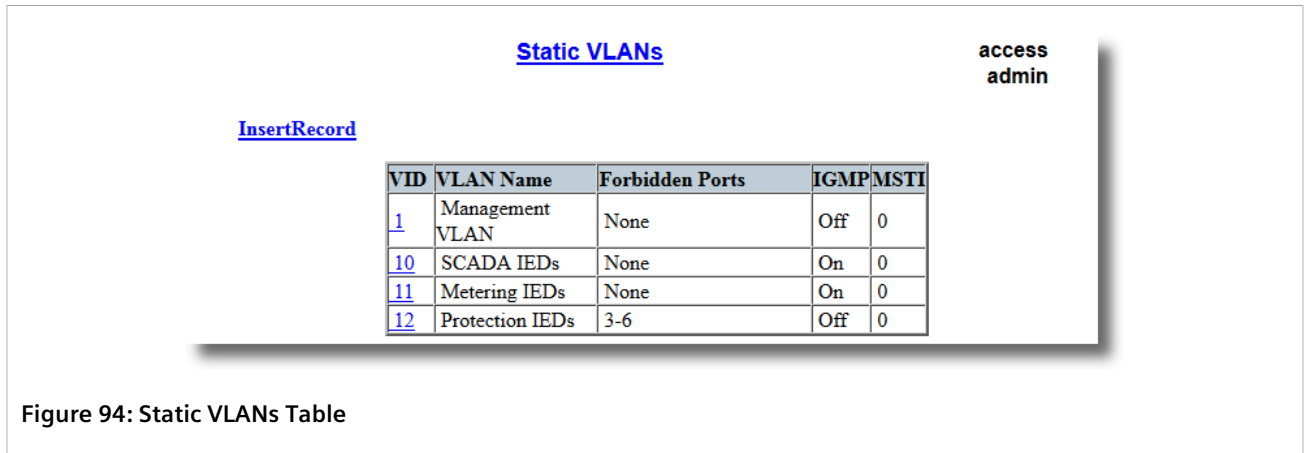 Static VLANs
access
admin
InsertRecord
VID VLAN Name Forbidden Ports IGMP MSTI
1 Management VLAN None Off 0
10 SCADA IEDs None On 0
11 Metering IEDs None On 0
12 Protection IEDs 3-6 Off 0
Figure 94: Static VLANs Table